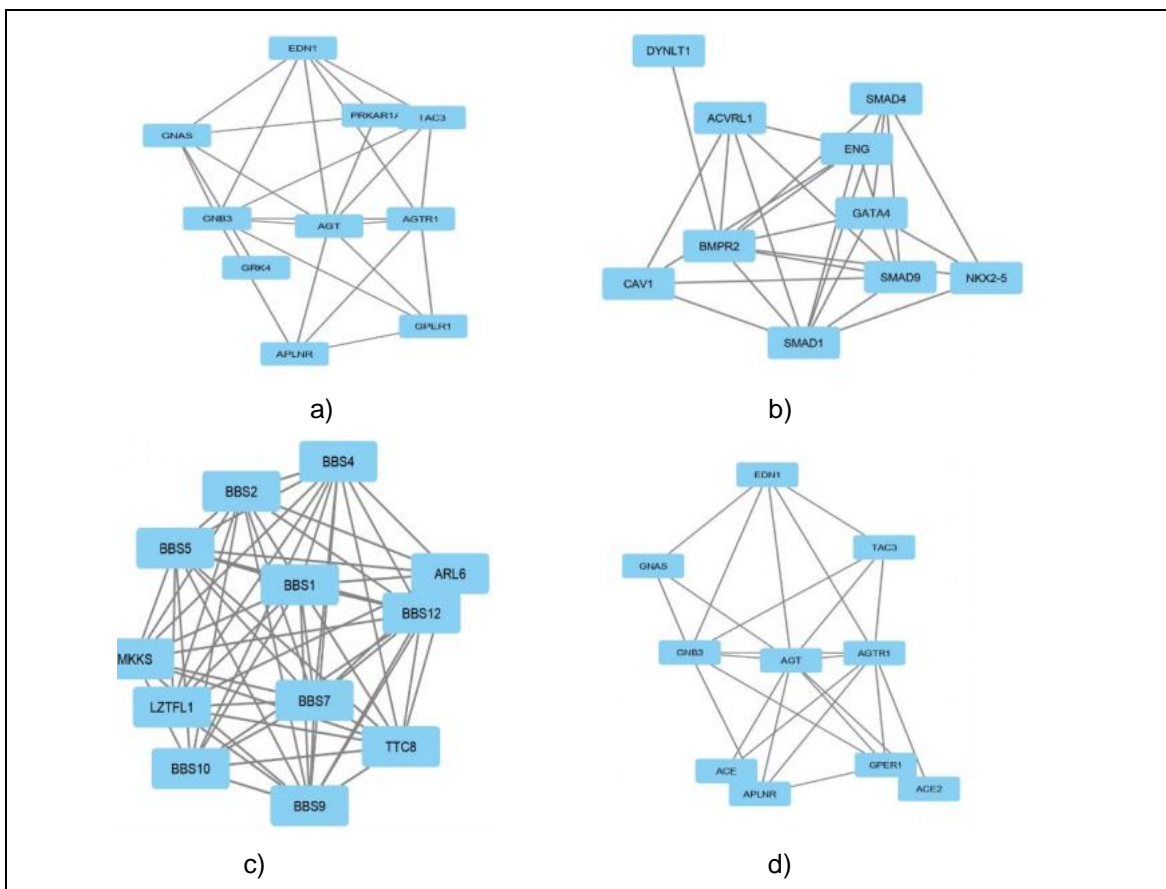 EDN1
PRKAR1A
TAC3
GNAS
GNB3
AGT
AGTR1
GRK4
GPER1
APLNR
a)
DYNLT1
SMAD4
ACVRL1
ENG
GATA4
BMPR2
SMAD9
NKX2-5
CAV1
SMAD1
b)
BBS4
BBS2
BBS5
ARL6
BBS1
BBS12
MKKS
LZTFL1
BBS7
TTC8
BBS10
BBS9
c)
EDN1
TAC3
GNAS
GNB3
AGT
AGTR1
ACE
GPER1
APLNR
ACE2
d)